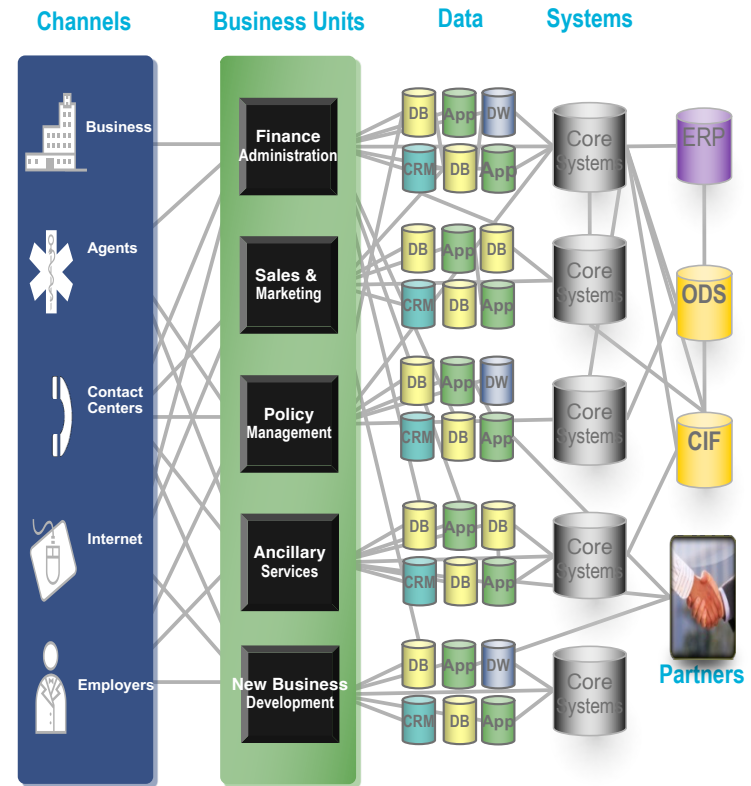 Channels
Business Units
Data
Systems
Business
Agents
Contact
Centers
Internet
Employers
Finance
Administration
Sales &
Marketing
Policy
Management
Ancillary
Services
New Business
Development
DB App DW
CRM DB App
DB App DB
CRM DB App
DB App DW
CRM DB App
DB App DB
CRM DB App
DB App DW
CRM DB App
Core
Systems
Core
Systems
Core
Systems
Core
Systems
Core
Systems
ERP
ODS
CIF
Partners